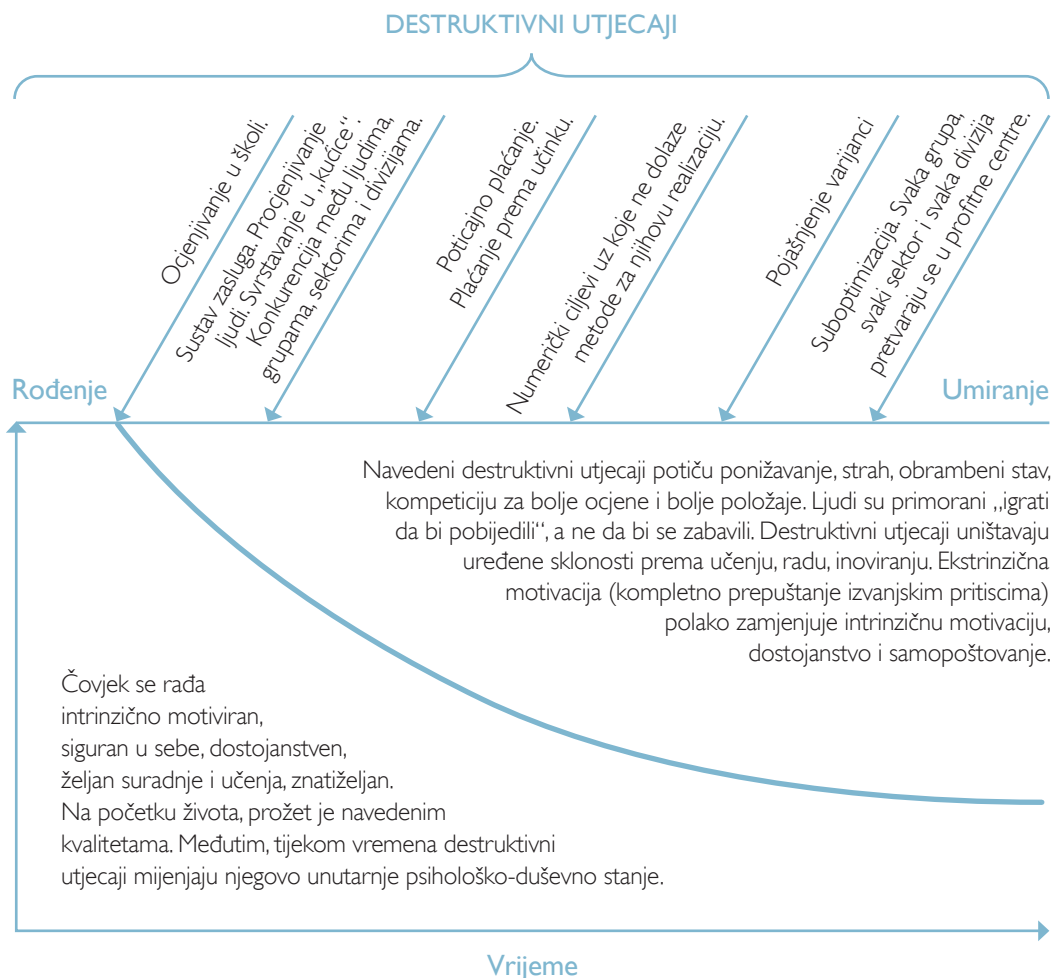 DESTRUKTIVNI UTJECAJI
Ocjenjivanje u školi.
Sustav zasluga. Procjenjivanje
ljudi. Svrstavanje u „kućice“.
Konkurencija među ljudima,
grupama, sektorima i divizijama.
Poticajno plaćanje.
Plaćanje prema učinku.
Numerički ciljevi uz koje ne dolaze
metode za njihovu realizaciju.
Pojašnjenje varijanci
Suboptimizacija. Svaka grupa,
svaki sektor i svaka divizija
pretvaraju se u profitne centre.
Rođenje
Umiranje
Navedeni destruktivni utjecaji potiču ponižavanje, strah, obrambeni stav,
kompeticiju za bolje ocjene i bolje položaje. Ljudi su primorani „igrati
da bi pobijedili“, a ne da bi se zabavili. Destruktivni utjecaji uništavaju
uređene sklonosti prema učenju, radu, inoviranju. Ekstrinzična
motivacija (kompletno prepuštanje izvanjskim pritiscima)
polako zamjenjuje intrinzičnu motivaciju,
dostojanstvo i samopoštovanje.
Čovjek se rađa
intrinzično motiviran,
siguran u sebe, dostojanstven,
željan suradnje i učenja, znatiželjan.
Na početku života, prožet je navedenim
kvalitetama. Međutim, tijekom vremena destruktivni
utjecaji mijenjaju njegovo unutarnje psihološko-duševno stanje.
Vrijeme